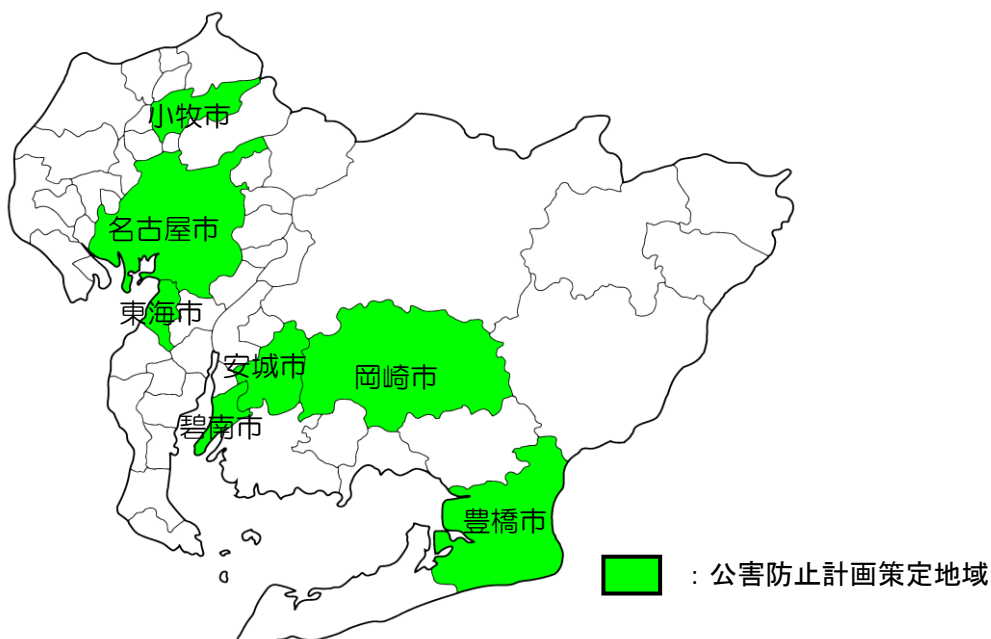 小牧市
名古屋市
東海市
安城市
岡崎市
碧南市
豊橋市
：公害防止計画策定地域